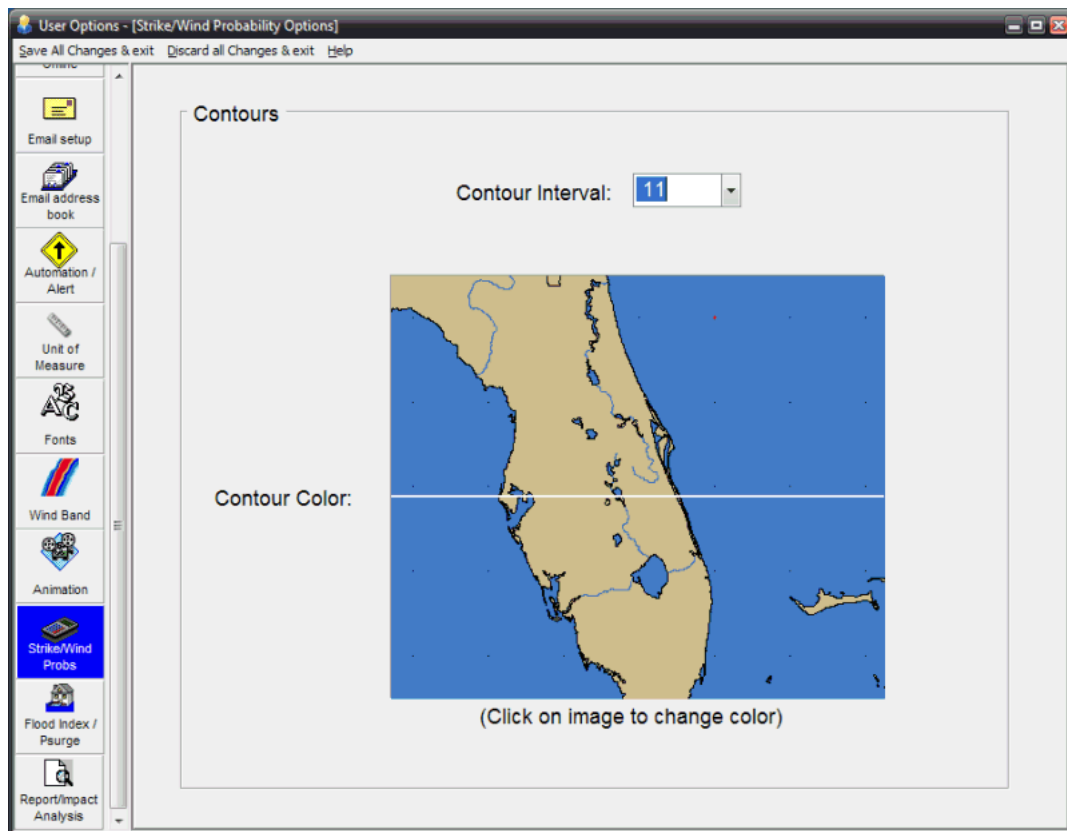 User Options - [Strike/Wind Probability Options]
Save All Changes & exit Discard all Changes & exit Help
Online
Email setup
Email address
book
Automation /
Alert
Unit of
Measure
Fonts
Wind Band
Animation
Strike/Wind
Probs
Flood Index /
Psurge
Report/Impact
Analysis
Contours
Contour Interval: 11
Contour Color:
(Click on image to change color)